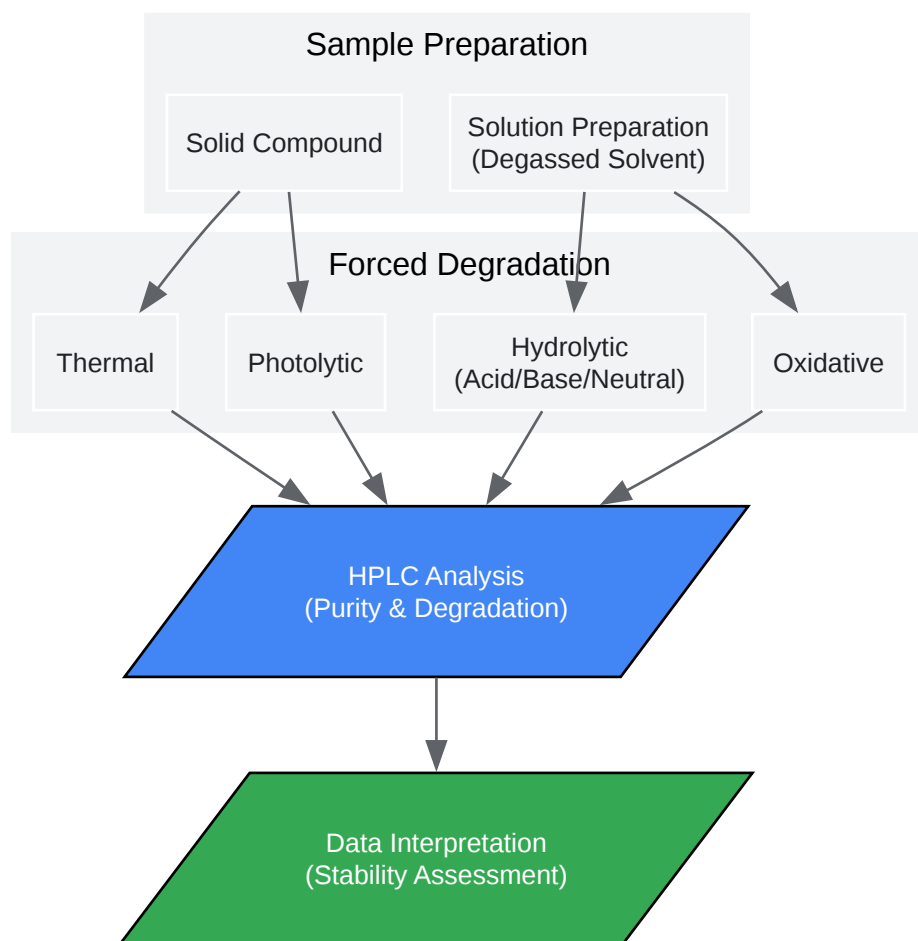 Sample Preparation
Solid Compound
Solution Preparation
(Degassed Solvent)
Forced Degradation
Thermal
Photolytic
Hydrolytic
(Acid/Base/Neutral)
Oxidative
HPLC Analysis
(Purity & Degradation)
Data Interpretation
(Stability Assessment)